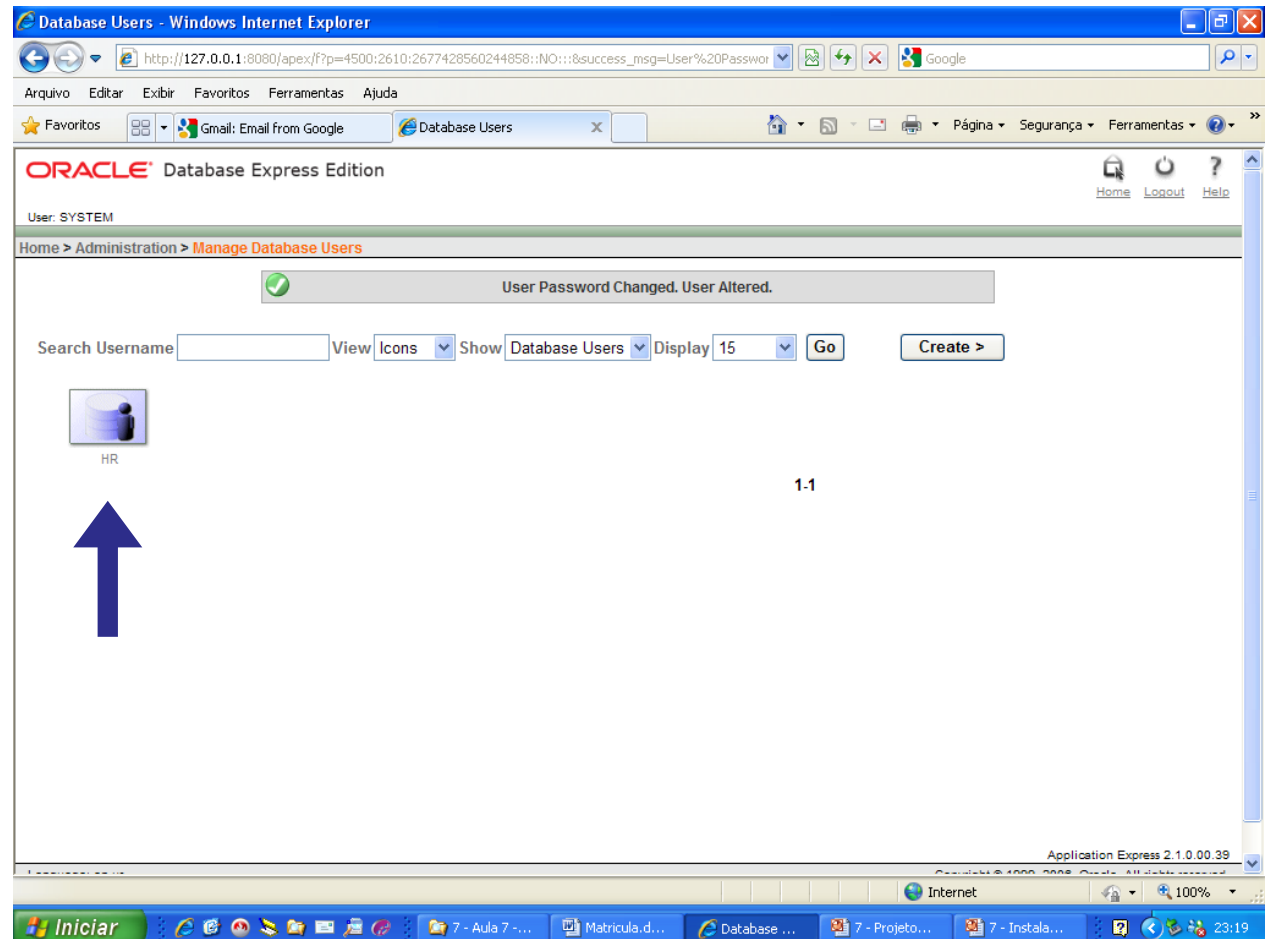 Database Users - Windows Internet Explorer
http://127.0.0.1:8080/apex/f?p=4500:2610:2677428560244858::NO:::&success_msg=User%20Passwor
Google
Arquivo Editar Exibir Favoritos Ferramentas Ajuda
Favoritos Gmail: Email from Google Database Users x Página Segurança Ferramentas »
ORACLE Database Express Edition
Home Logout Help
User: SYSTEM
Home > Administration > Manage Database Users
User Password Changed. User Altered.
Search Username View Icons Show Database Users Display 15 Go Create >
HR
1-1
Application Express 2.1.0.00.39
Internet 100%
Iniciar 7 - Aula 7 -... Matricula.d... Database ... 7 - Projeto... 7 - Instala... 23:19